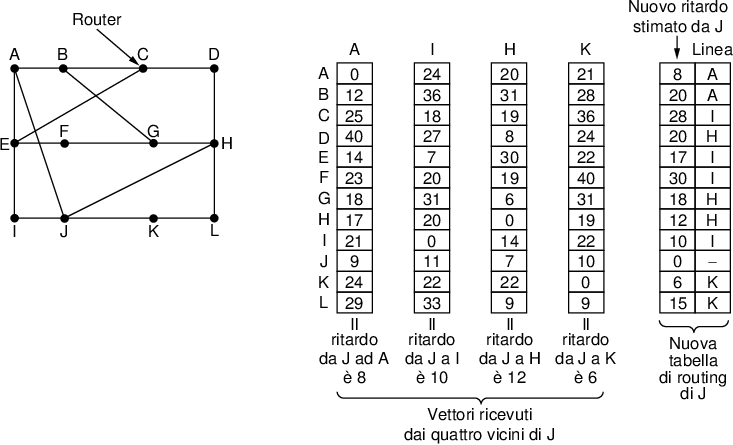 Router
A B C D
E F G H
I J K L
Nuovo ritardo
stimato da J
A I H K Linea
A 0 24 20 21 8 A
B 12 36 31 28 20 A
C 25 18 19 36 28 I
D 40 27 8 24 20 H
E 14 7 30 22 17 I
F 23 20 19 40 30 I
G 18 31 6 31 18 H
H 17 20 0 19 12 H
I 21 0 14 22 10 I
J 9 11 7 10 0 –
K 24 22 22 0 6 K
L 29 33 9 9 15 K
ritardo da J ad A è 8
ritardo da J a I è 10
ritardo da J a H è 12
ritardo da J a K è 6
Vettori ricevuti
dai quattro vicini di J
Nuova
tabella
di routing
di J